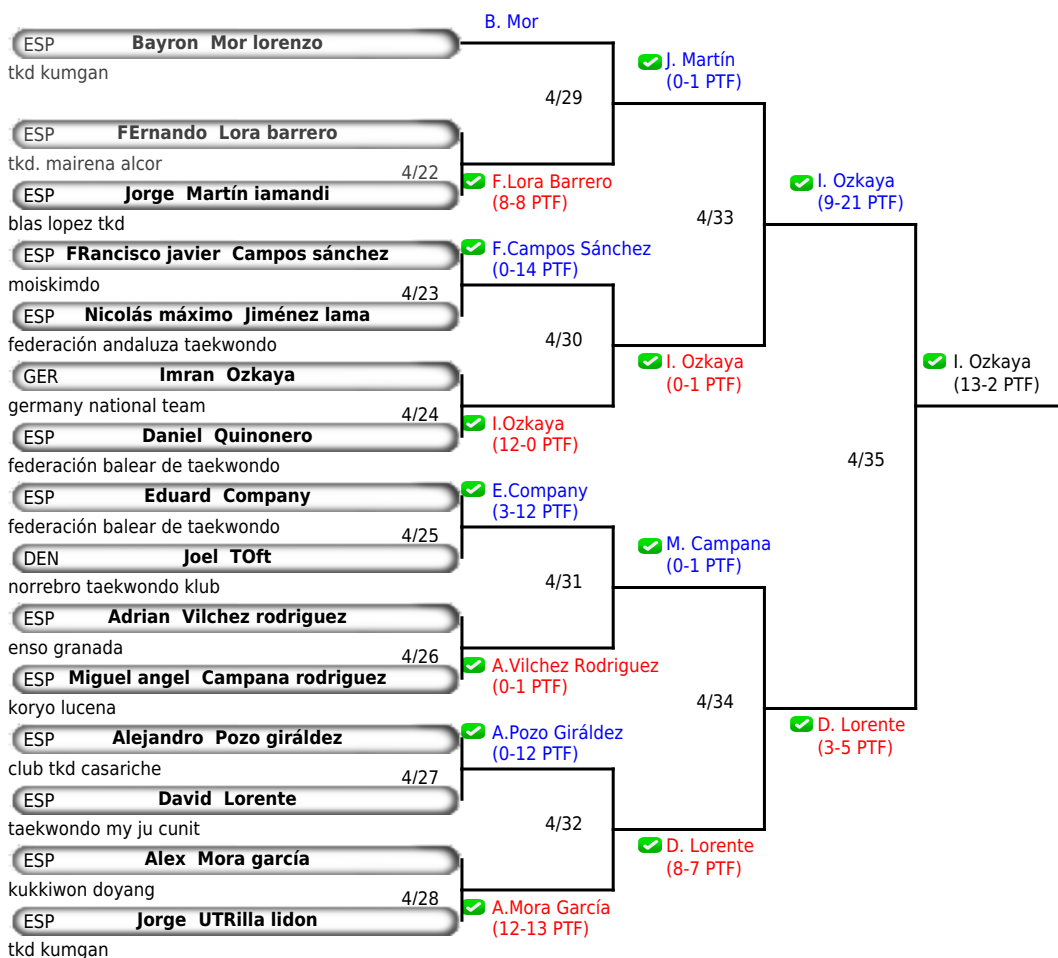 B. Mor
ESP Bayron Mor lorenzo
tkd kumgan
J. Martín
(0-1 PTF)
4/29
ESP FErnando Lora barrero
tkd. mairena alcor
4/22
F.Lora Barrero
(8-8 PTF)
ESP Jorge Martín iamandi
blas lopez tkd
I. Ozkaya
(9-21 PTF)
4/33
ESP FRancisco javier Campos sánchez
F.Campos Sánchez
(0-14 PTF)
moiskimdo
4/23
ESP Nicolás máximo Jiménez lama
federación andaluza taekwondo
4/30
I. Ozkaya
(0-1 PTF)
I. Ozkaya
(13-2 PTF)
GER Imran Ozkaya
germany national team
4/24
I.Ozkaya
(12-0 PTF)
ESP Daniel Quinonero
federación balear de taekwondo
4/35
ESP Eduard Company
E.Company
(3-12 PTF)
federación balear de taekwondo
4/25
M. Campana
(0-1 PTF)
DEN Joel TOft
norrebro taekwondo klub
4/31
ESP Adrian Vilchez rodriguez
enso granada
4/26
A.Vilchez Rodriguez
(0-1 PTF)
ESP Miguel angel Campana rodriguez
koryo lucena
4/34
D. Lorente
(3-5 PTF)
ESP Alejandro Pozo giráldez
A.Pozo Giráldez
(0-12 PTF)
club tkd casariche
4/27
ESP David Lorente
taekwondo my ju cunit
4/32
D. Lorente
(8-7 PTF)
ESP Alex Mora garcía
kukkiwon doyang
4/28
A.Mora García
(12-13 PTF)
ESP Jorge UTRilla lidon
tkd kumgan